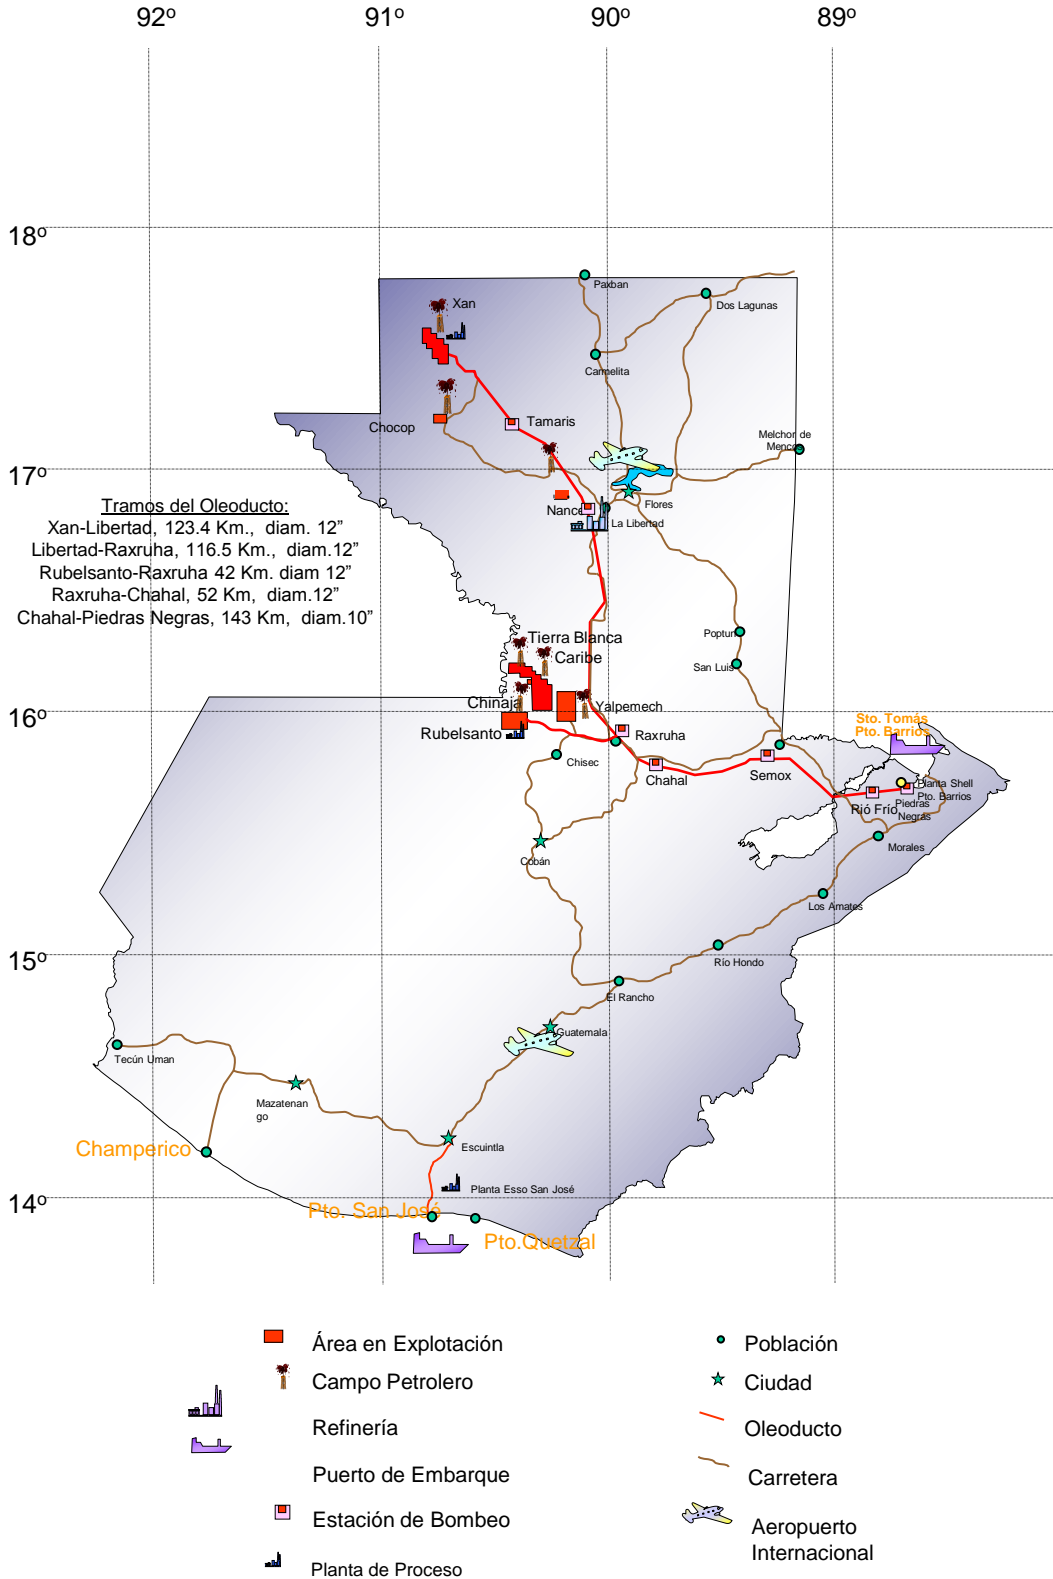 92º 91º 90º 89º
18º
Paxban
Xan
Dos Lagunas
Carmelita
Tamaris
Chocop
Melchor de
Mencos
17º
Tramos del Oleoducto:
Xan-Libertad, 123.4 Km., diam. 12”
Libertad-Raxruha, 116.5 Km., diam.12”
Rubelsanto-Raxruha 42 Km. diam 12”
Raxruha-Chahal, 52 Km, diam.12”
Chahal-Piedras Negras, 143 Km, diam.10”
Flores
Nance
La Libertad
Poptun
Tierra Blanca
Caribe
San Luis
Chinaja
Yalpemech
16º
Rubelsanto
Raxruha
Sto. Tomás
Pto. Barrios
Chisec
Chahal
Semox
Planta Shell
Pto. Barrios
Rió Frío
Piedras
Negras
Morales
Cobán
Los Amates
15º
Río Hondo
El Rancho
Guatemala
Tecún Uman
Mazatenan
go
Champerico
Escuintla
Planta Esso San José
14º
Pto. San José
Pto.Quetzal
Área en Explotación
Población
Campo Petrolero
Ciudad
Refinería
Oleoducto
Puerto de Embarque
Carretera
Estación de Bombeo
Aeropuerto
Internacional
Planta de Proceso